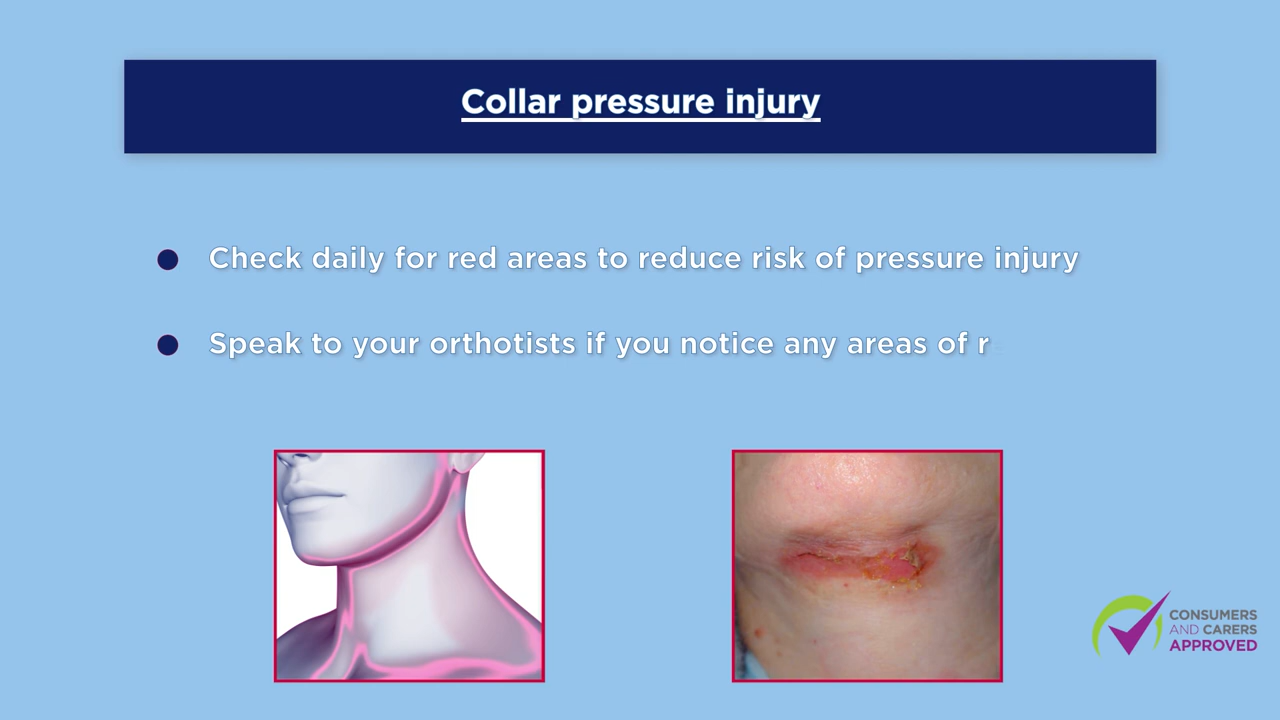 Collar pressure injury
Check daily for red areas to reduce risk of pressure injury
Speak to your orthotists if you notice any areas of r
CONSUMERS
AND CARERS
APPROVED